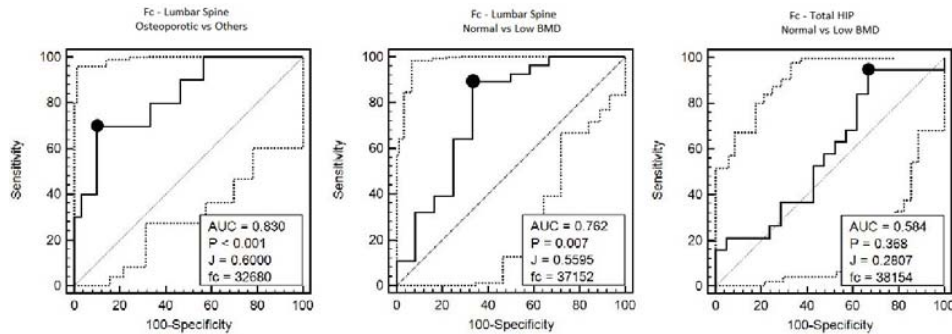 Fc - Lumbar Spine
Osteoporotic vs Others
Sensitivity
100
80
60
40
20
0
0 20 40 60 80 100
100-Specificity
AUC = 0.830
P < 0.001
J = 0.6000
fc = 32680
Fc - Lumbar Spine
Normal vs Low BMD
Sensitivity
100
80
60
40
20
0
0 20 40 60 80 100
100-Specificity
AUC = 0.762
P = 0.007
J = 0.5595
fc = 37152
Fc - Total HIP
Normal vs Low BMD
Sensitivity
100
80
60
40
20
0
0 20 40 60 80 100
100-Specificity
AUC = 0.584
P = 0.368
J = 0.2807
fc = 38154